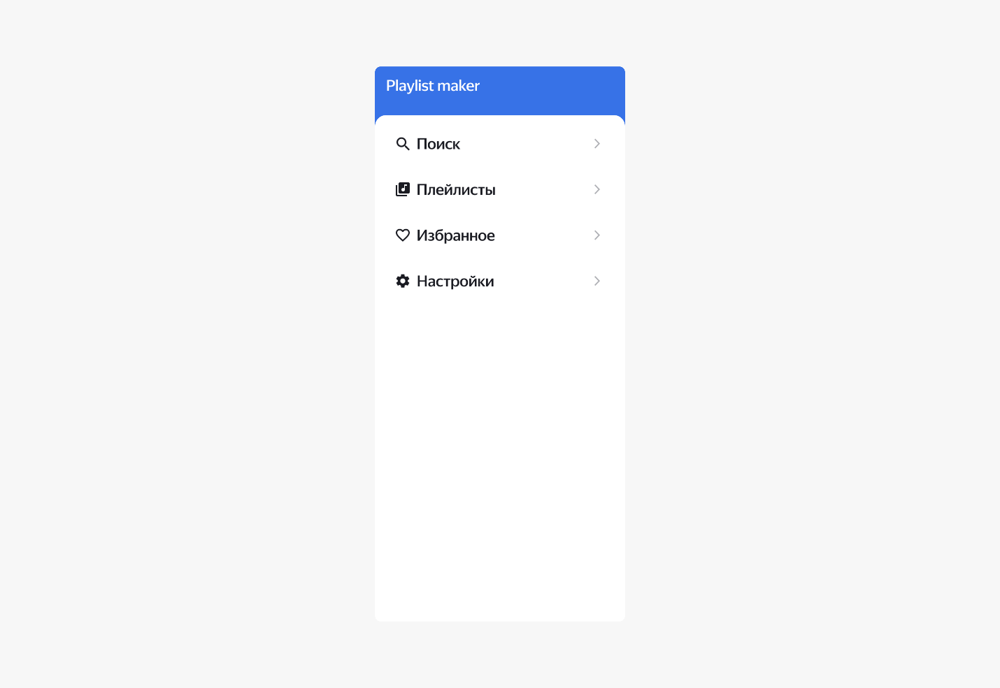 Playlist maker
Поиск
Плейлисты
Избранное
Настройки